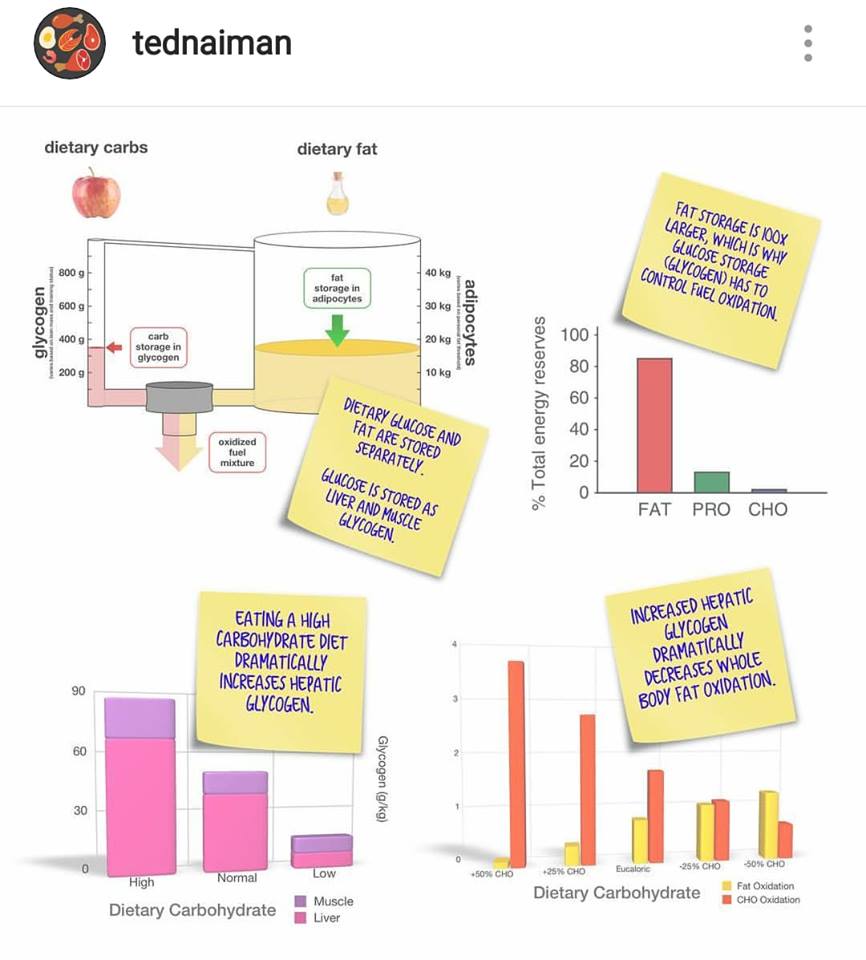 tednaiman
dietary carbs
dietary fat
glycogen
800 g
600 g
400 g
200 g
carb
storage in
glycogen
fat
storage in
adipocytes
40 kg
30 kg
20 kg
10 kg
adipocytes
oxidized
fuel
mixture
DIETARY GLUCOSE AND
FAT ARE STORED
SEPARATELY.
GLUCOSE IS STORED AS
LIVER AND MUSCLE
GLYCOGEN.
FAT STORAGE IS 100X
LARGER, WHICH IS WHY
GLUCOSE STORAGE
(GLYCOGEN) HAS TO
CONTROL FUEL OXIDATION.
% Total energy reserves
100
80
60
40
20
0
FAT PRO CHO
EATING A HIGH
CARBOHYDRATE DIET
DRAMATICALLY
INCREASES HEPATIC
GLYCOGEN.
90
60
30
0
Glycogen (g/kg)
High Normal Low
Dietary Carbohydrate
Muscle
Liver
INCREASED HEPATIC
GLYCOGEN
DRAMATICALLY
DECREASES WHOLE
BODY FAT OXIDATION.
4
3
2
1
0
+50% CHO +25% CHO Eucaloric -25% CHO -50% CHO
Dietary Carbohydrate
Fat Oxidation
CHO Oxidation